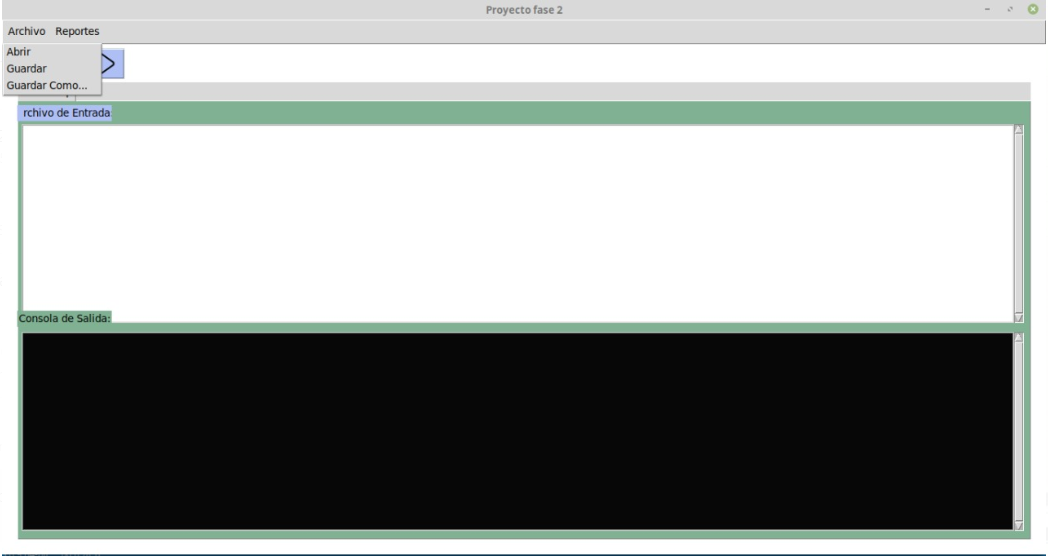 Proyecto fase 2
Archivo Reportes
Abrir
Guardar
Guardar Como...
rchivo de Entrada
Consola de Salida: